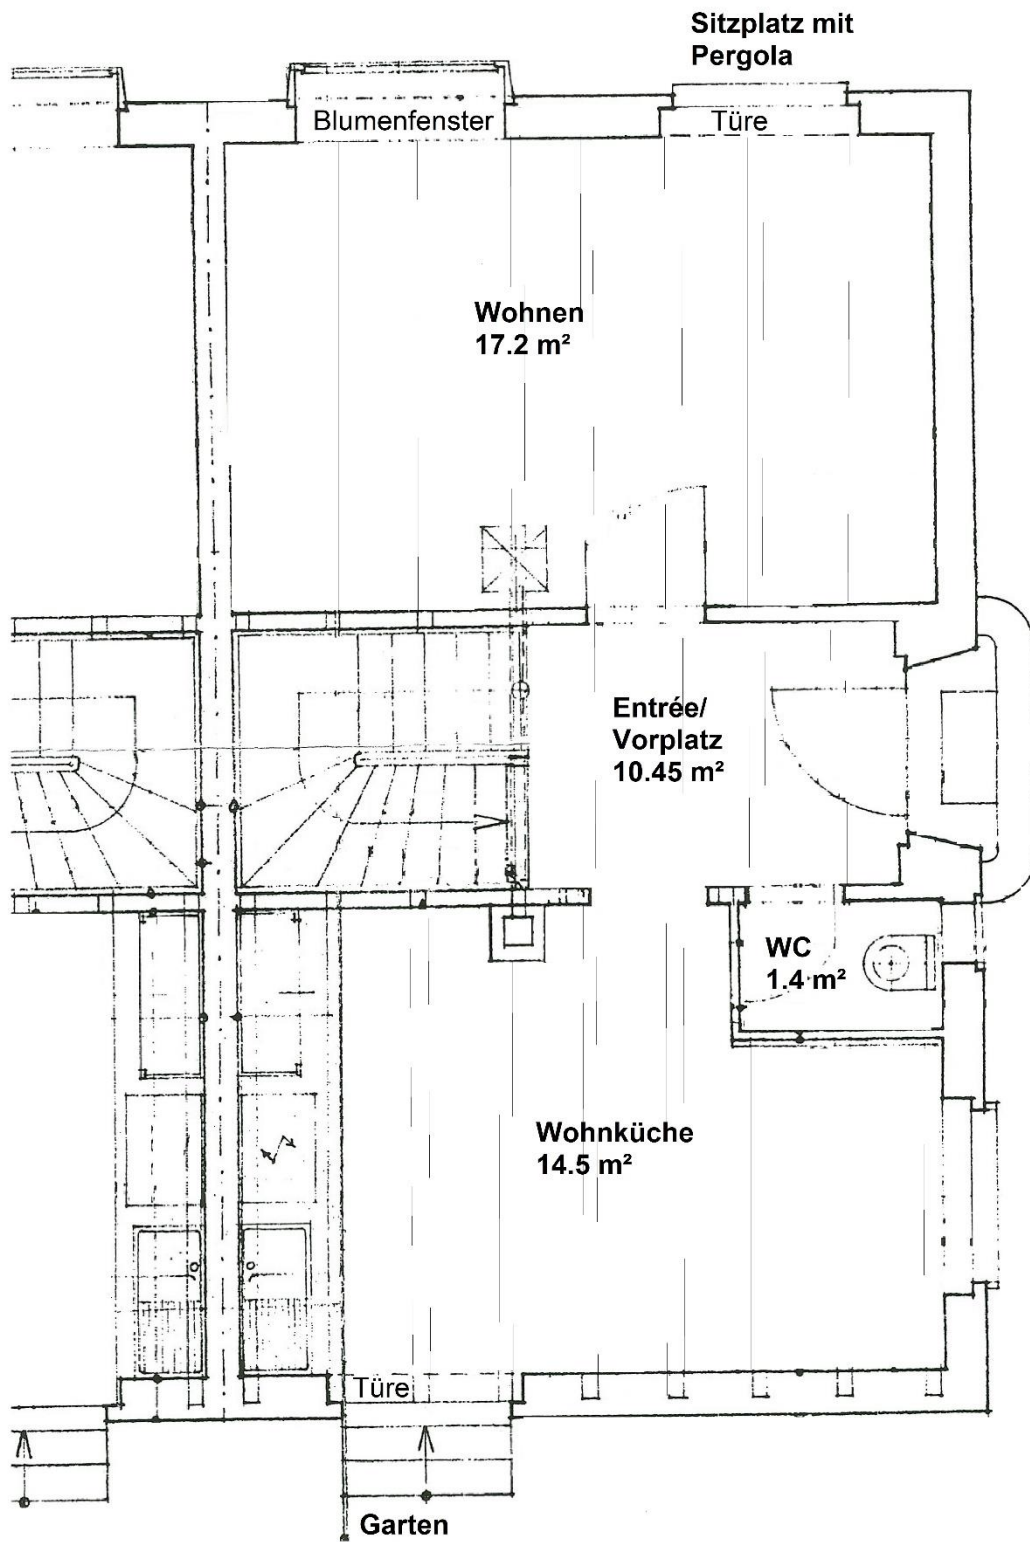 Sitzplatz mit
Pergola
Blumenfenster
Türe
Wohnen
17.2 m²
Entrée/
Vorplatz
10.45 m²
WC
1.4 m²
Wohnküche
14.5 m²
Türe
Garten